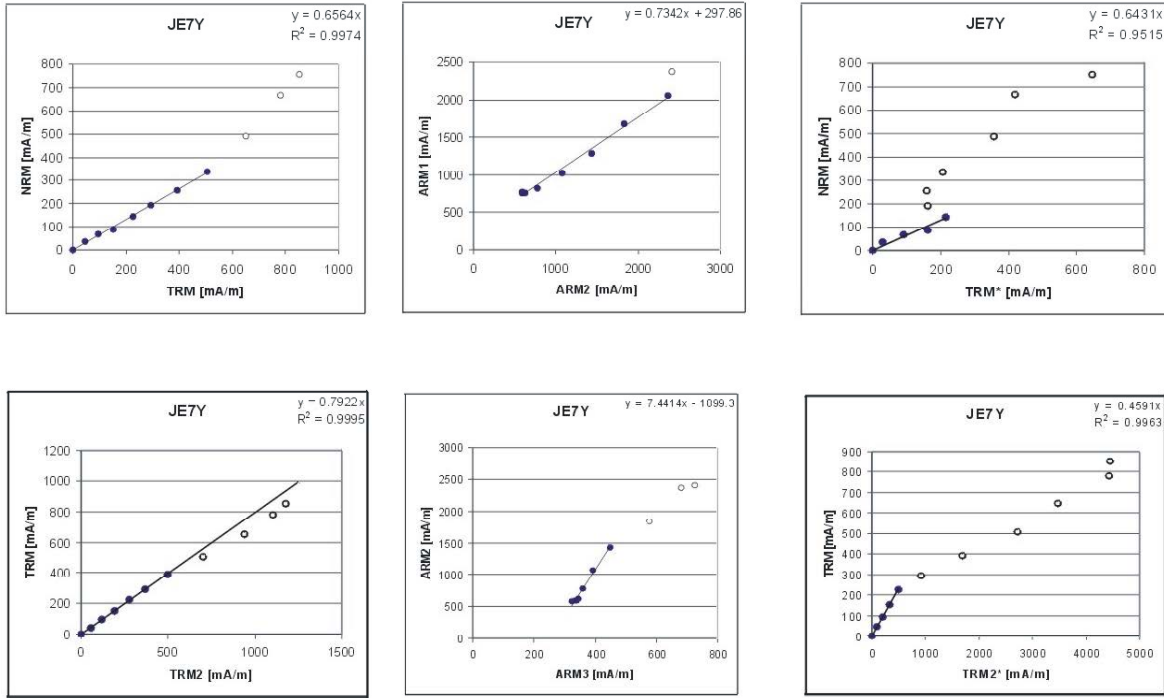 JE7Y
y = 0.6564x
R² = 0.9974
NRM [mA/m]
800
700
600
500
400
300
200
100
0
0 200 400 600 800 1000
TRM [mA/m]
JE7Y
y = 0.7342x + 297.86
ARM1 [mA/m]
2500
2000
1500
1000
500
0
0 1000 2000 3000
ARM2 [mA/m]
JE7Y
y = 0.6431x
R² = 0.9515
NRM [mA/m]
800
700
600
500
400
300
200
100
0
0 200 400 600 800
TRM* [mA/m]
JE7Y
y = 0.7922x
R² = 0.9995
TRM [mA/m]
1200
1000
800
600
400
200
0
0 500 1000 1500
TRM2 [mA/m]
JE7Y
y = 7.4414x - 1099.3
ARM2 [mA/m]
3000
2500
2000
1500
1000
500
0
0 200 400 600 800
ARM3 [mA/m]
JE7Y
y = 0.4591x
R² = 0.9963
TRM [mA/m]
900
800
700
600
500
400
300
200
100
0
0 1000 2000 3000 4000 5000
TRM2* [mA/m]